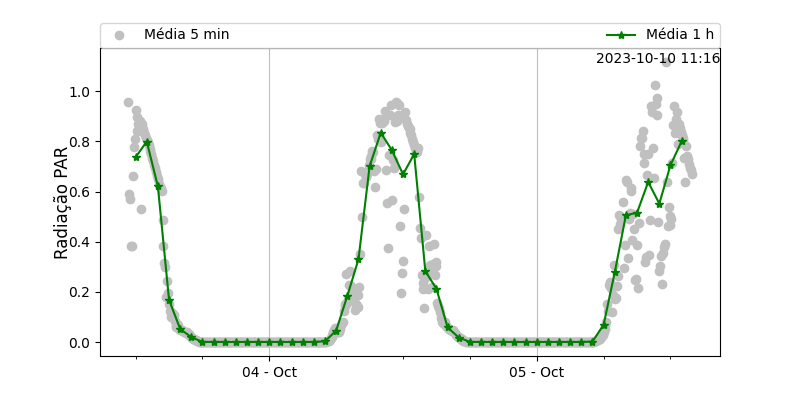 Média 5 min
Média 1 h
2023-10-10 11:16
Radiação PAR
1.0
0.8
0.6
0.4
0.2
0.0
04 - Oct
05 - Oct